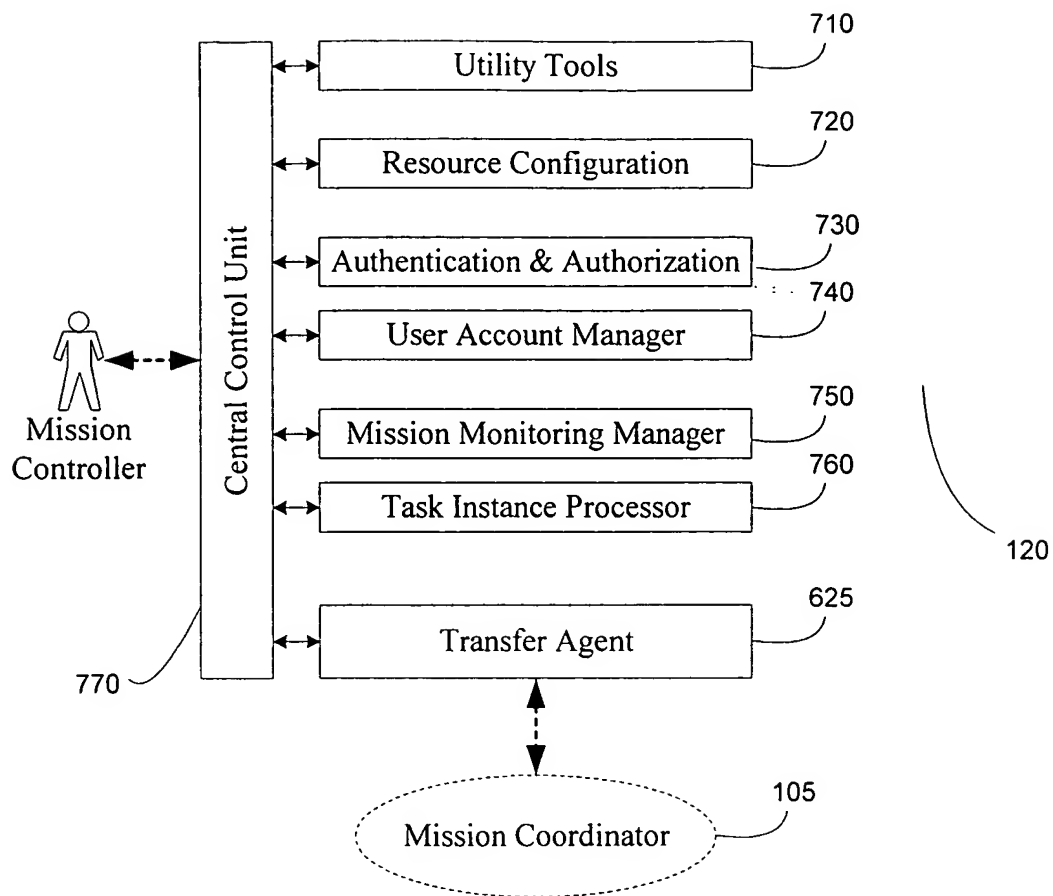 710
Utility Tools
720
Resource Configuration
730
Authentication & Authorization
740
User Account Manager
Central Control Unit
Mission
Controller
750
Mission Monitoring Manager
760
Task Instance Processor
120
625
Transfer Agent
770
105
Mission Coordinator